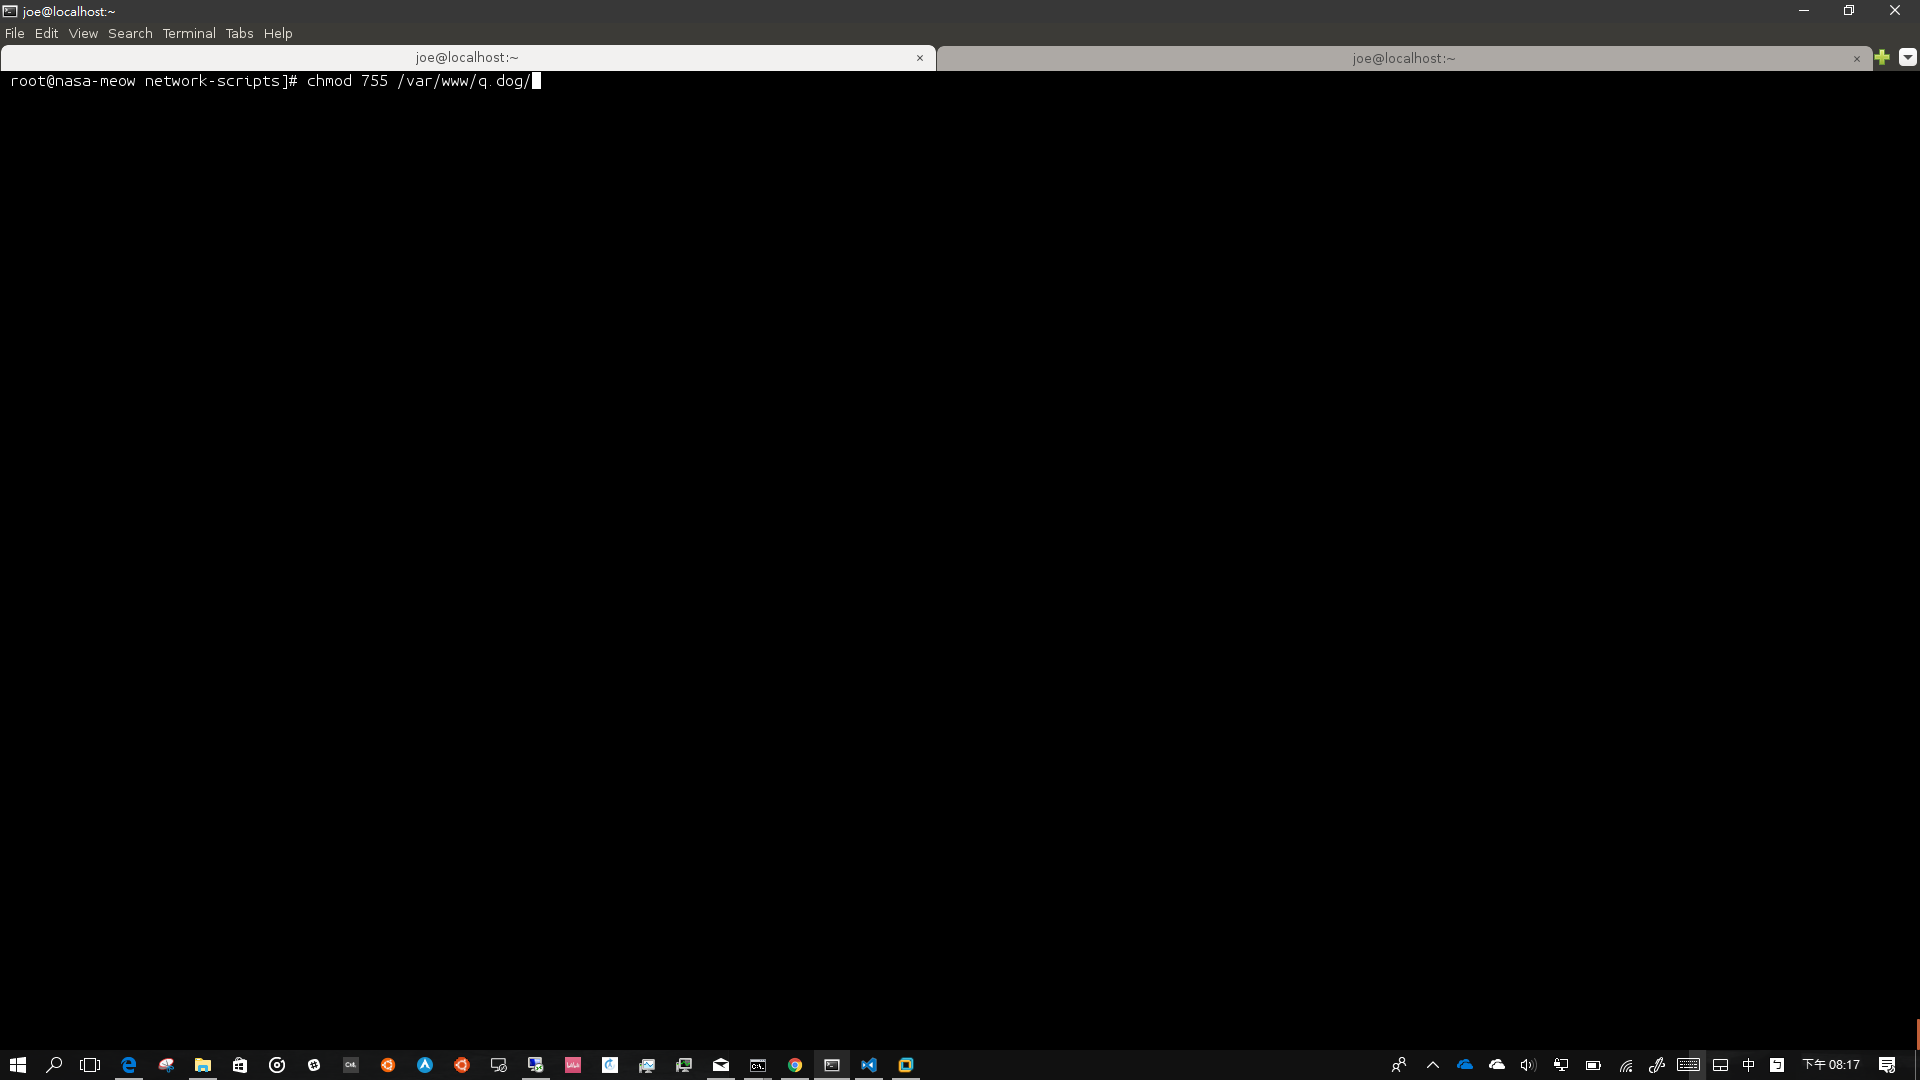 joe@localhost:~
File Edit View Search Terminal Tabs Help
joe@localhost:~ × joe@localhost:~ ×
root@nasa-meow network-scripts]# chmod 755 /var/www/q.dog/
中 下午 08:17